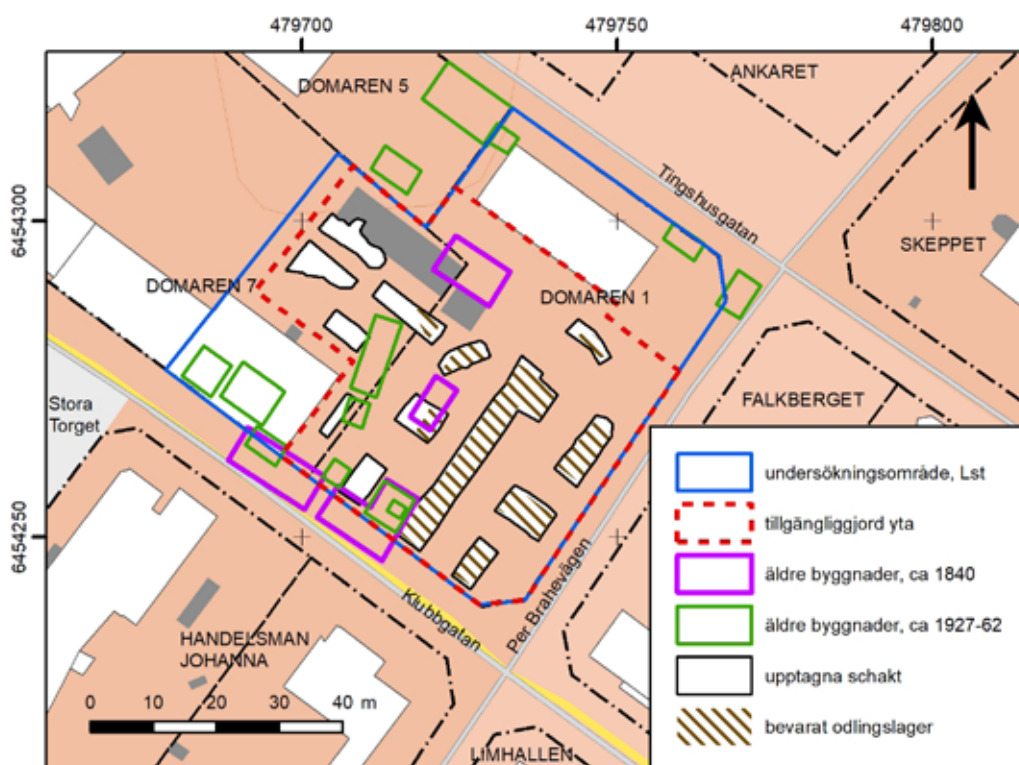 479700
479750
479800
DOMAREN 5
ANKARET
Tingshusgatan
6454300
SKEPPET
DOMAREN 7
DOMAREN 1
Stora
Torget
FALKBERGET
6454250
Klubbgatan
Per Brahevägen
HANDELSMAN
JOHANNA
0 10 20 30 40 m
LIMHALLEN
undersökningsområde, Lst
tillgängliggjord yta
äldre byggnader, ca 1840
äldre byggnader, ca 1927-62
upptagna schakt
bevarat odlingslager